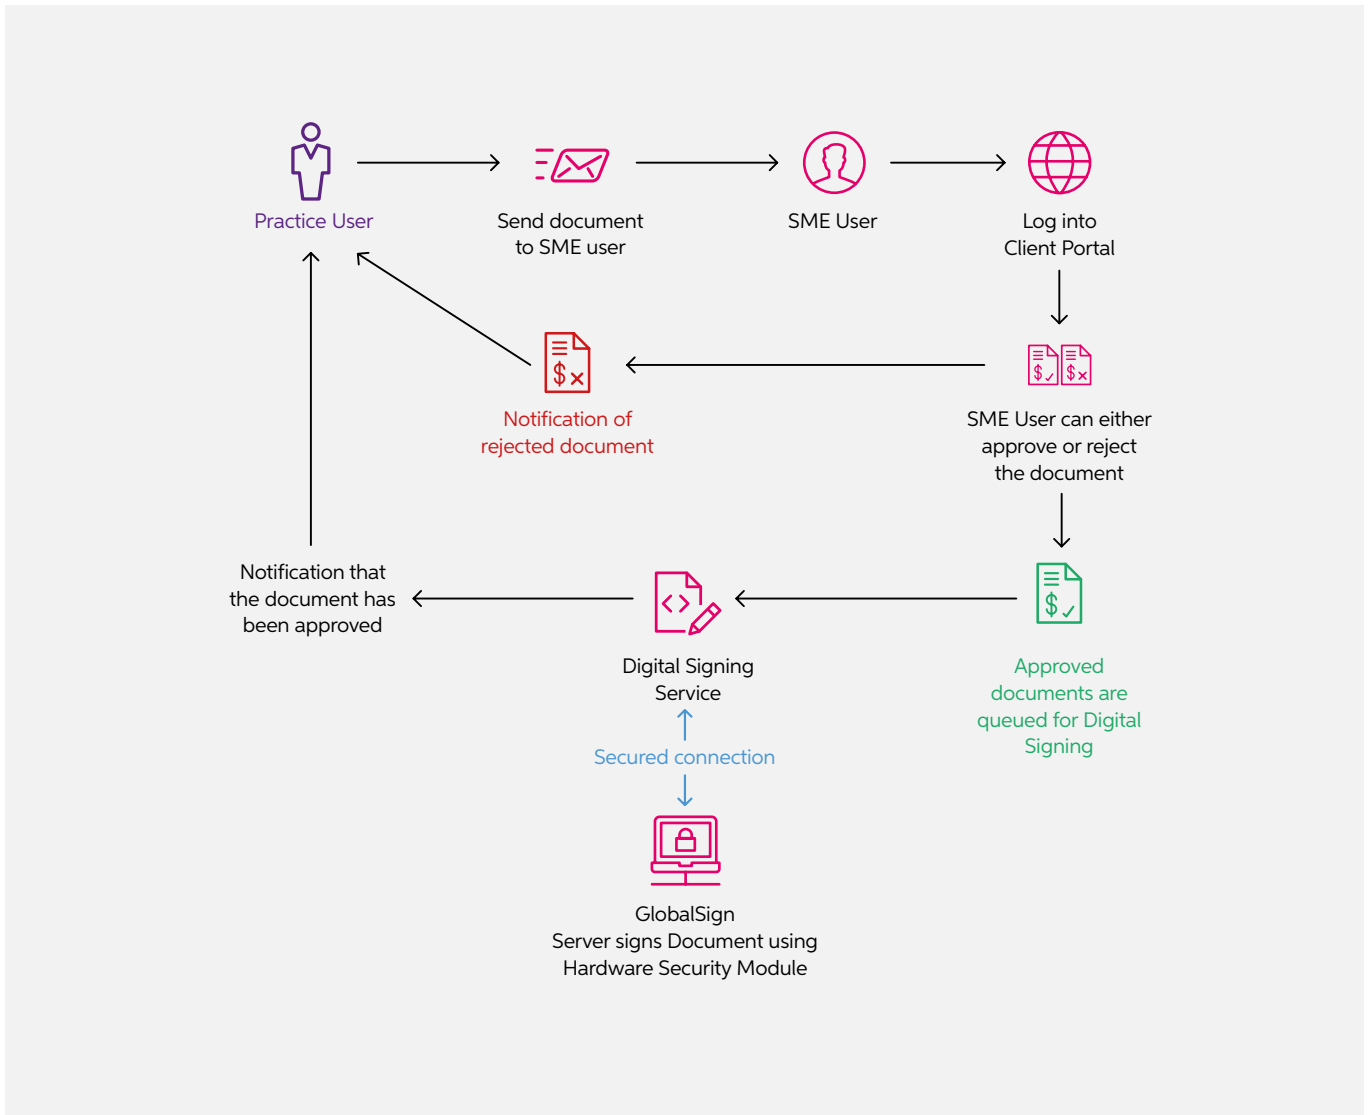 Practice User
Send document
to SME user
SME User
Log into
Client Portal
Notification of
rejected document
SME User can either
approve or reject
the document
Notification that
the document has
been approved
Digital Signing
Service
Approved
documents are
queued for Digital
Signing
Secured connection
GlobalSign
Server signs Document using
Hardware Security Module